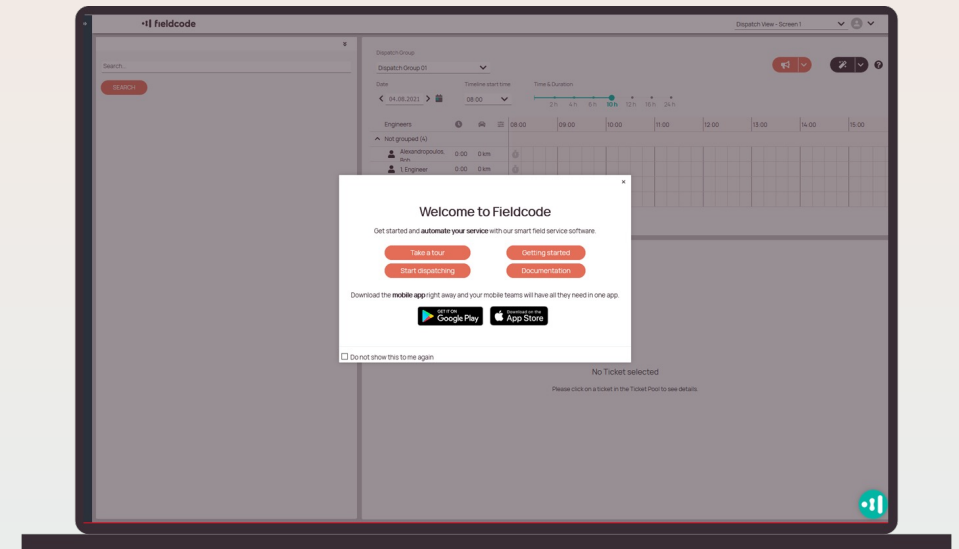 fieldcode
Dispatch View - Screen 1
Search...
SEARCH
Dispatch Group
Dispatch Group 01
Date
Timeline start time
Time & Duration
04.08.2021
08:00
2 h 4 h 8 h 10 h 12 h 16 h 24 h
Engineers 08:00 09:00 10:00 11:00 12:00 13:00 14:00 15:00
Not grouped (4)
Alexandropoulos, 0:00 0 km
1. Engineer 0:00 0 km
Welcome to Fieldcode
Get started and automate your service with our smart field service software.
Take a tour
Getting started
Start dispatching
Documentation
Download the mobile app right away and your mobile teams will have all they need in one app.
GET IT ON
Google Play
Download on the
App Store
Do not show this to me again
No Ticket selected
Please click on a ticket in the Ticket Pool to see details